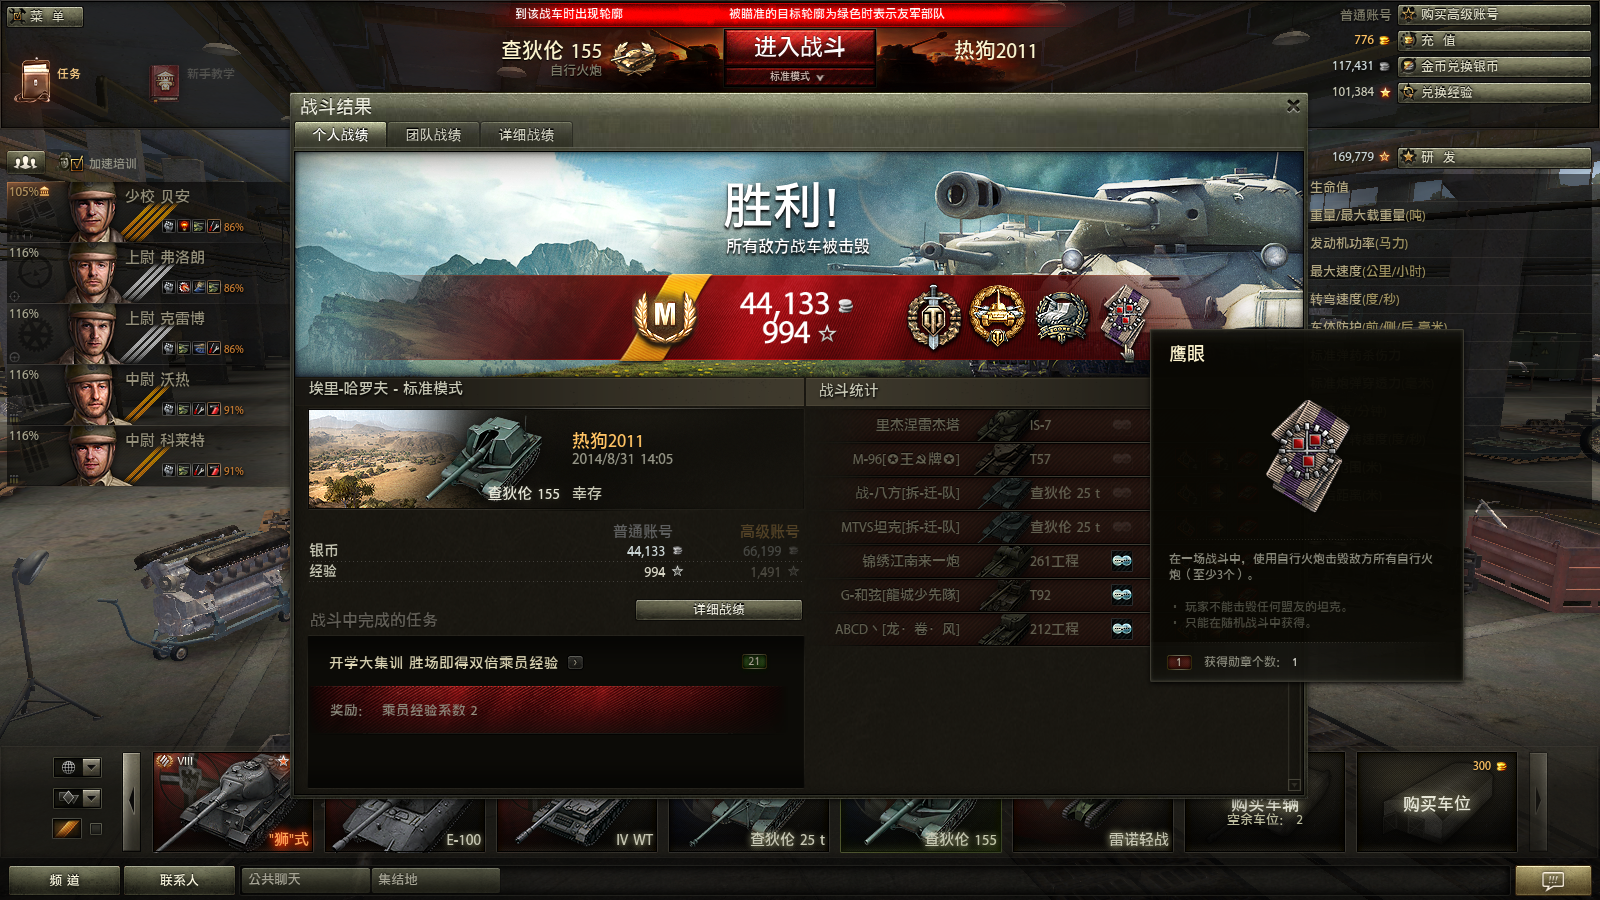 菜 单
到该战车时出现轮廓
被瞄准的目标轮廓为绿色时表示友军部队
任务
新手教学
查狄伦 155
自行火炮
进入战斗
标准模式
热狗2011
普通账号
购买高级账号
776
充 值
117,431
金币兑换银币
101,384
兑换经验
169,779
研 发
加速培训
105%
少校 贝安
86%
116%
上尉 弗洛朗
86%
116%
上尉 克雷博
86%
116%
中尉 沃热
91%
116%
中尉 科莱特
91%
战斗结果
个人战绩
团队战绩
详细战绩
胜利!
所有敌方战车被击毁
M
44,133
994
埃里-哈罗夫 - 标准模式
热狗2011
2014/8/31 14:05
查狄伦 155 幸存
普通账号 高级账号
银币 44,133 66,199
经验 994 1,491
详细战绩
战斗中完成的任务
开学大集训 胜场即得双倍乘员经验
21
奖励: 乘员经验系数 2
战斗统计
里杰涅雷杰塔 IS-7
M-96[✪王☭牌✪] T57
战-八方[拆-迁-队] 查狄伦 25 t
MTVS坦克[拆-迁-队] 查狄伦 25 t
锦绣江南来一炮 261工程
G-和弦[龍城少先隊] T92
ABCD丶[龙· 卷· 风] 212工程
生命值
重量/最大载重量(吨)
发动机功率(马力)
最大速度(公里/小时)
转弯速度(度/秒)
车体防护(前/侧/后,毫米)
鹰眼
在一场战斗中，使用自行火炮击毁敌方所有自行火
炮（至少3个）。
· 玩家不能击毁任何盟友的坦克。
· 只能在随机战斗中获得。
1
获得勋章个数: 1
VIII
"狮"式
E-100
IV WT
查狄伦 25 t
查狄伦 155
雷诺轻战
购买车辆
空余车位: 2
300
购买车位
频 道
联系人
公共聊天
集结地